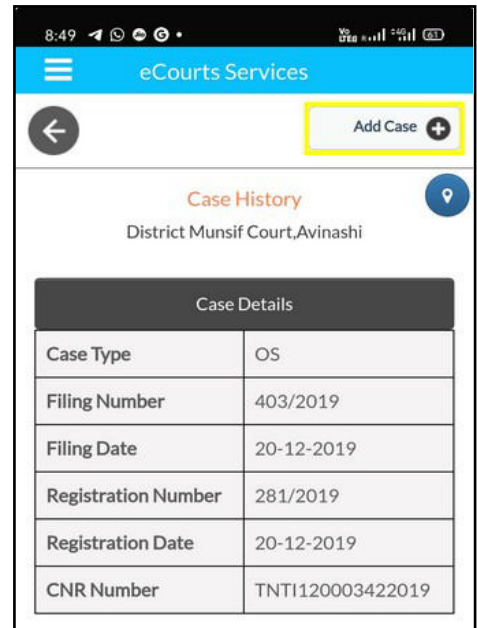 8:49
eCourts Services
Add Case
Case History
District Munsif Court,Avinashi
Case Details
Case Type OS
Filing Number 403/2019
Filing Date 20-12-2019
Registration Number 281/2019
Registration Date 20-12-2019
CNR Number TNTI120003422019